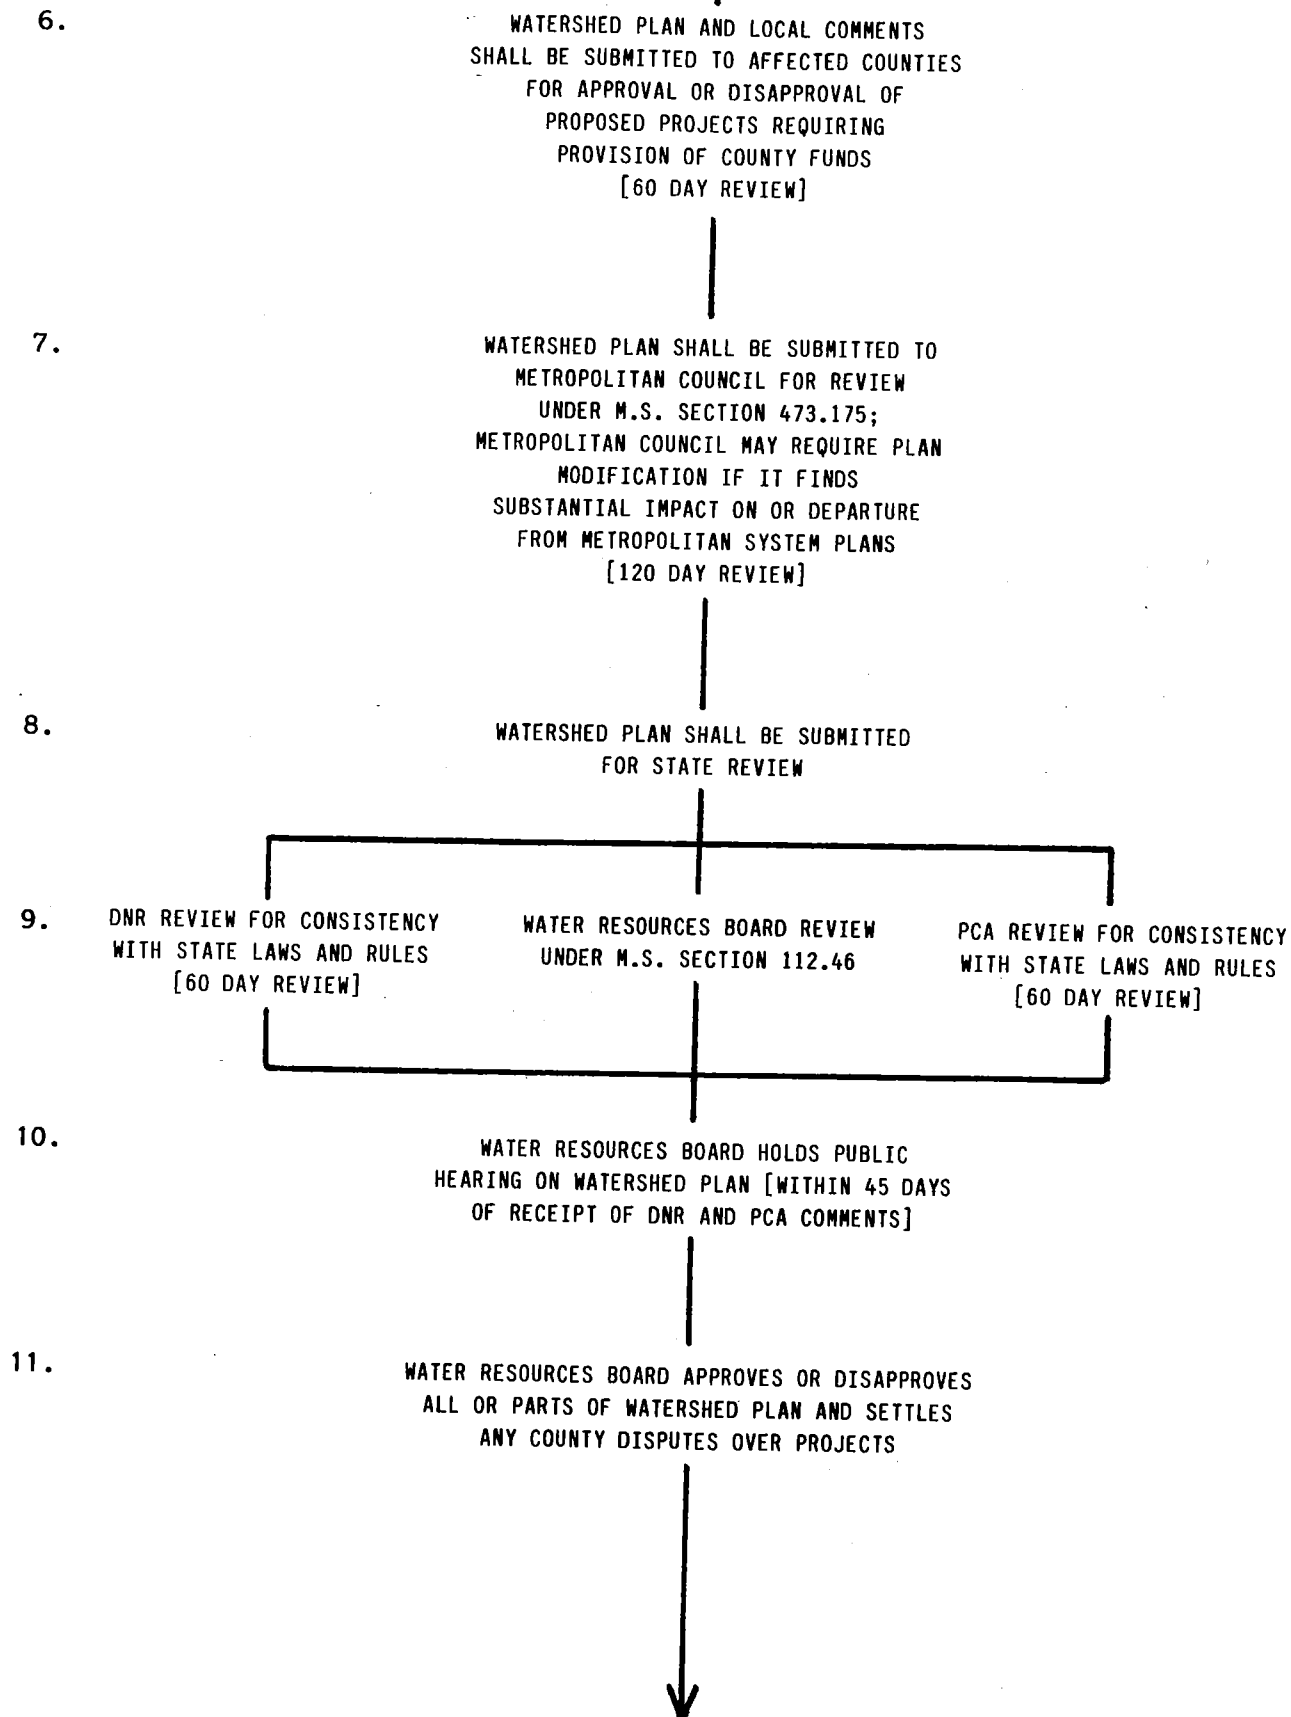 6.
WATERSHED PLAN AND LOCAL COMMENTS
SHALL BE SUBMITTED TO AFFECTED COUNTIES
FOR APPROVAL OR DISAPPROVAL OF
PROPOSED PROJECTS REQUIRING
PROVISION OF COUNTY FUNDS
[60 DAY REVIEW]
7.
WATERSHED PLAN SHALL BE SUBMITTED TO
METROPOLITAN COUNCIL FOR REVIEW
UNDER M.S. SECTION 473.175;
METROPOLITAN COUNCIL MAY REQUIRE PLAN
MODIFICATION IF IT FINDS
SUBSTANTIAL IMPACT ON OR DEPARTURE
FROM METROPOLITAN SYSTEM PLANS
[120 DAY REVIEW]
8.
WATERSHED PLAN SHALL BE SUBMITTED
FOR STATE REVIEW
9.
DNR REVIEW FOR CONSISTENCY
WITH STATE LAWS AND RULES
[60 DAY REVIEW]
WATER RESOURCES BOARD REVIEW
UNDER M.S. SECTION 112.46
PCA REVIEW FOR CONSISTENCY
WITH STATE LAWS AND RULES
[60 DAY REVIEW]
10.
WATER RESOURCES BOARD HOLDS PUBLIC
HEARING ON WATERSHED PLAN [WITHIN 45 DAYS
OF RECEIPT OF DNR AND PCA COMMENTS]
11.
WATER RESOURCES BOARD APPROVES OR DISAPPROVES
ALL OR PARTS OF WATERSHED PLAN AND SETTLES
ANY COUNTY DISPUTES OVER PROJECTS